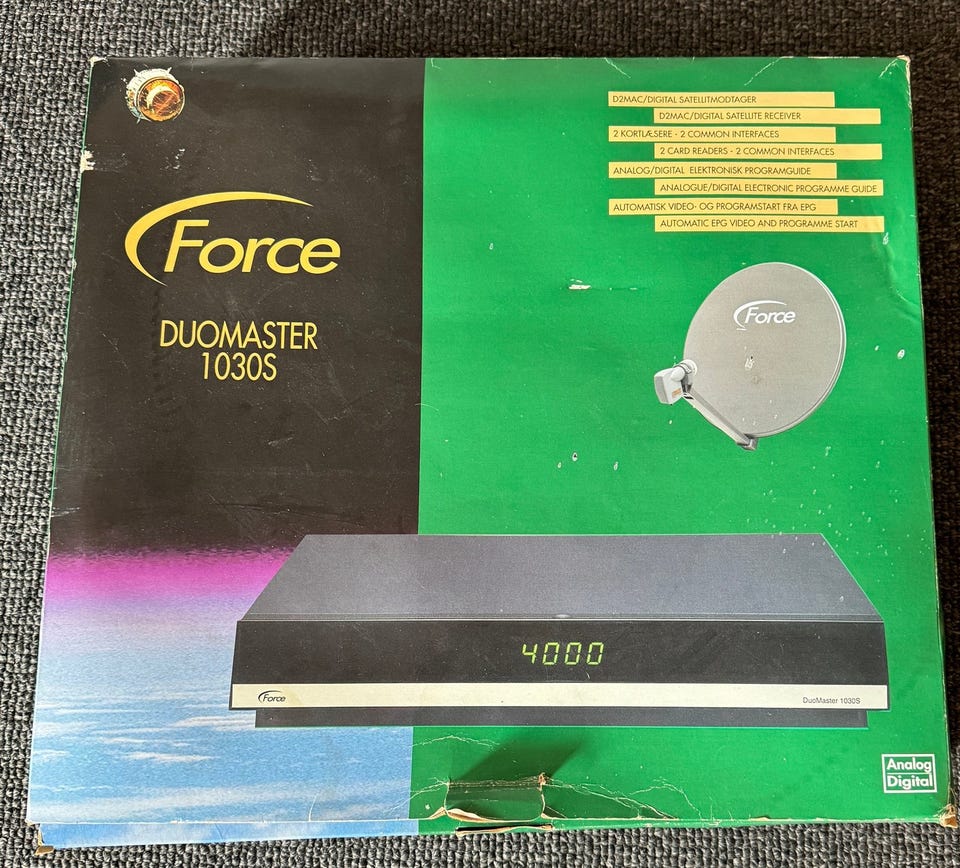 D2MAC/DIGITAL SATELLITMODTAGER
D2MAC/DIGITAL SATELLITE RECEIVER
2 KORTLÆSERE - 2 COMMON INTERFACES
2 CARD READERS - 2 COMMON INTERFACES
ANALOG/DIGITAL ELEKTRONISK PROGRAMGUIDE
ANALOGUE/DIGITAL ELECTRONIC PROGRAMME GUIDE
AUTOMATISK VIDEO- OG PROGRAMSTART FRA EPG
AUTOMATIC EPG VIDEO AND PROGRAMME START
Force
DUOMASTER
1030S
Force
4000
Force
DuoMaster 1030S
Analog
Digital